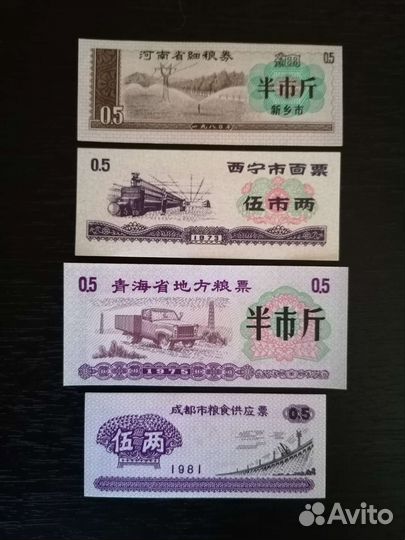 河南省细粮券 0.5
半市斤
新乡市
0.5
一九八〇年
0.5 西宁市面票
伍市两
1973
0.5 青海省地方粮票 0.5
半市斤
1975
成都市粮食供应票 0.5
伍两
1981
Avito